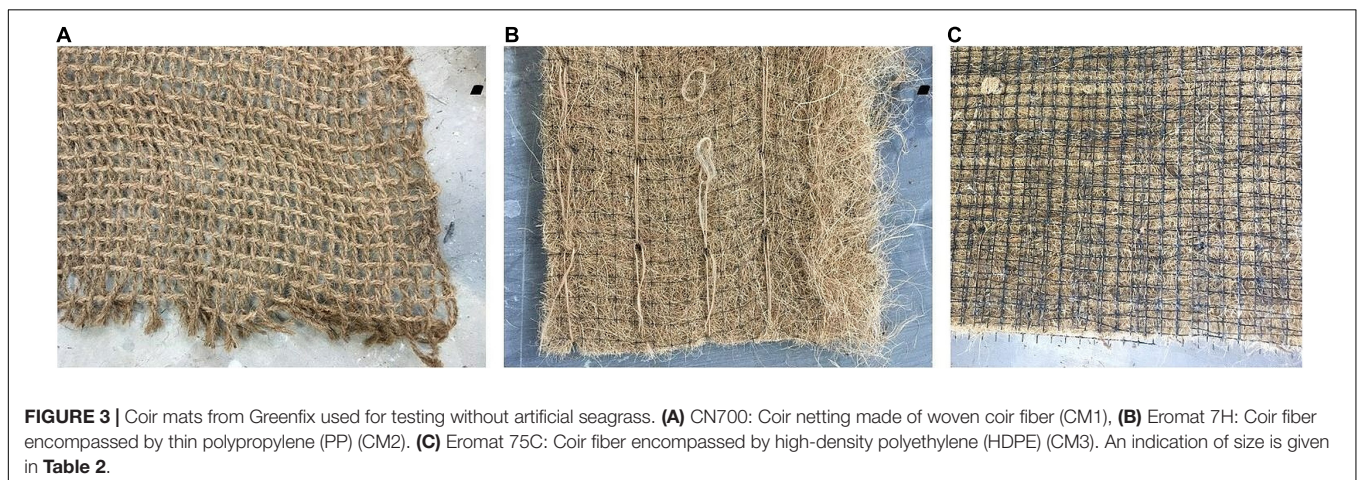 A
B
C
FIGURE 3 | Coir mats from Greenfix used for testing without artificial seagrass. (A) CN700: Coir netting made of woven coir fiber (CM1), (B) Eromat 7H: Coir fiber
encompassed by thin polypropylene (PP) (CM2). (C) Eromat 75C: Coir fiber encompassed by high-density polyethylene (HDPE) (CM3). An indication of size is given
in Table 2.